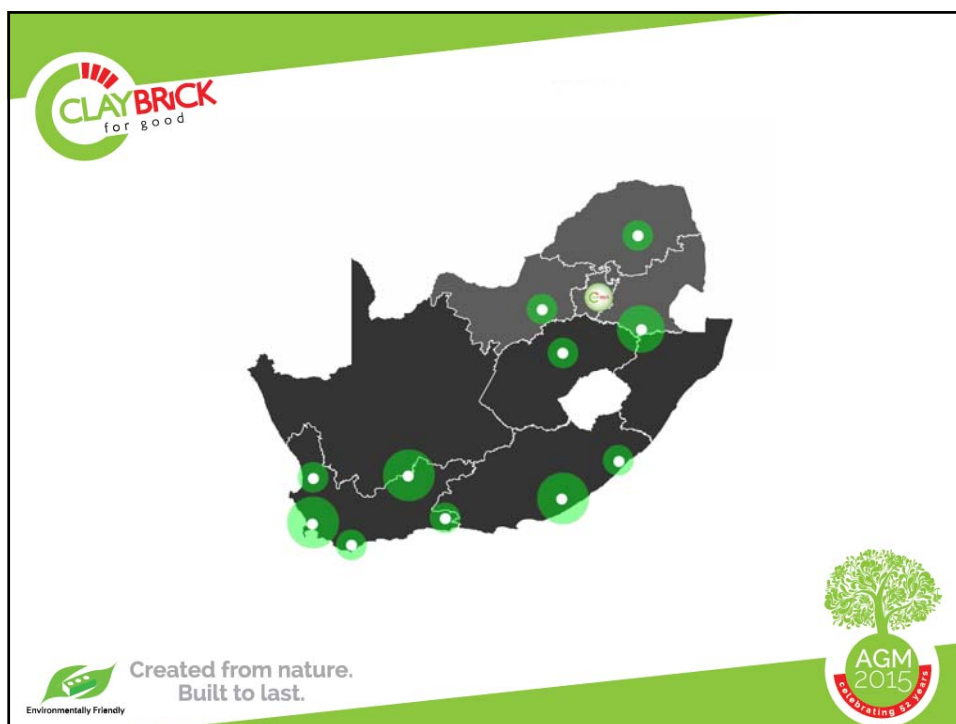 CLAYBRICK
for good
Created from nature.
Built to last.
Environmentally Friendly
AGM
2015
celebrating 52 years